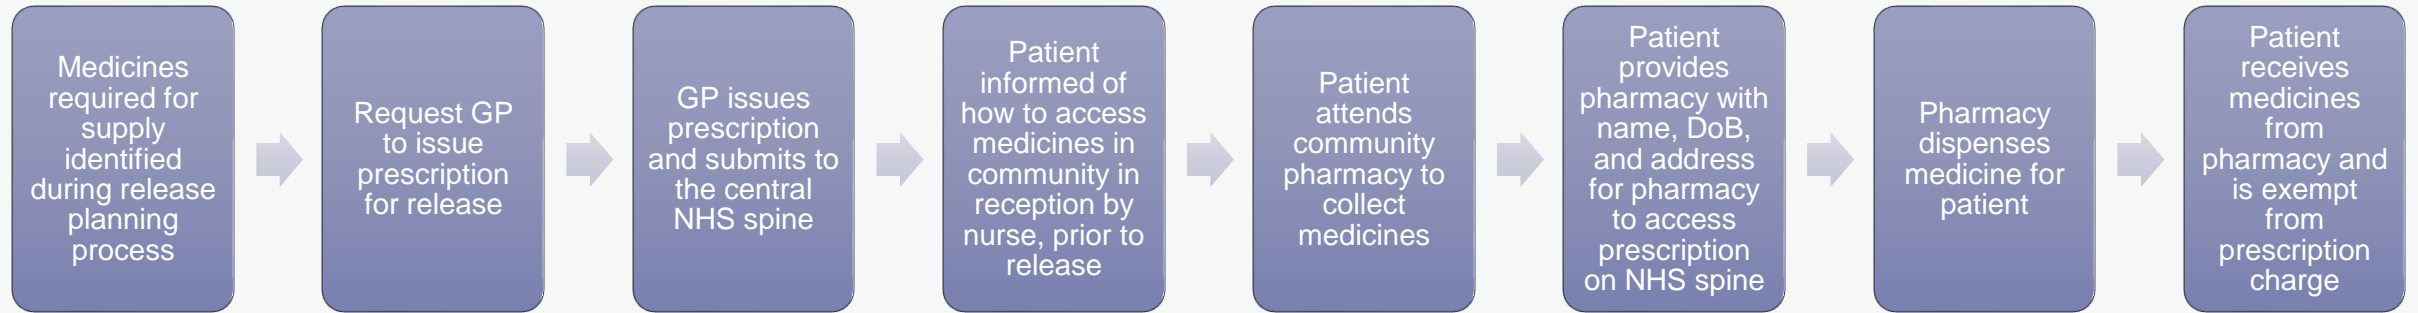 Medicines
required for
supply
identified
during release
planning
process
Request GP
to issue
prescription
for release
GP issues
prescription
and submits to
the central
NHS spine
Patient
informed of
how to access
medicines in
community in
reception by
nurse, prior to
release
Patient
attends
community
pharmacy to
collect
medicines
Patient
provides
pharmacy with
name, DoB,
and address
for pharmacy
to access
prescription
on NHS spine
Pharmacy
dispenses
medicine for
patient
Patient
receives
medicines
from
pharmacy and
is exempt
from
prescription
charge